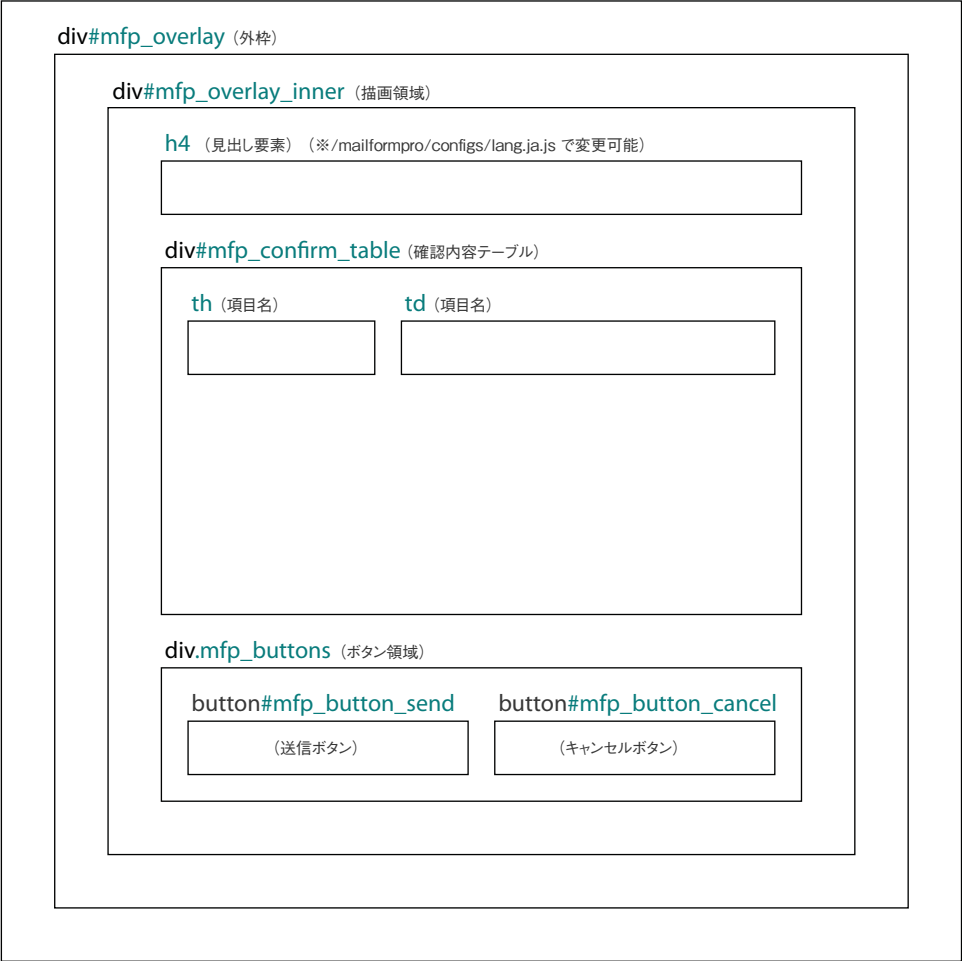 div#mfp_overlay（外枠）
div#mfp_overlay_inner（描画領域）
h4（見出し要素）（※/mailformpro/configs/lang.ja.js で変更可能）
div#mfp_confirm_table（確認内容テーブル）
th（項目名） td（項目名）
div.mfp_buttons（ボタン領域）
button#mfp_button_send button#mfp_button_cancel
（送信ボタン） （キャンセルボタン）